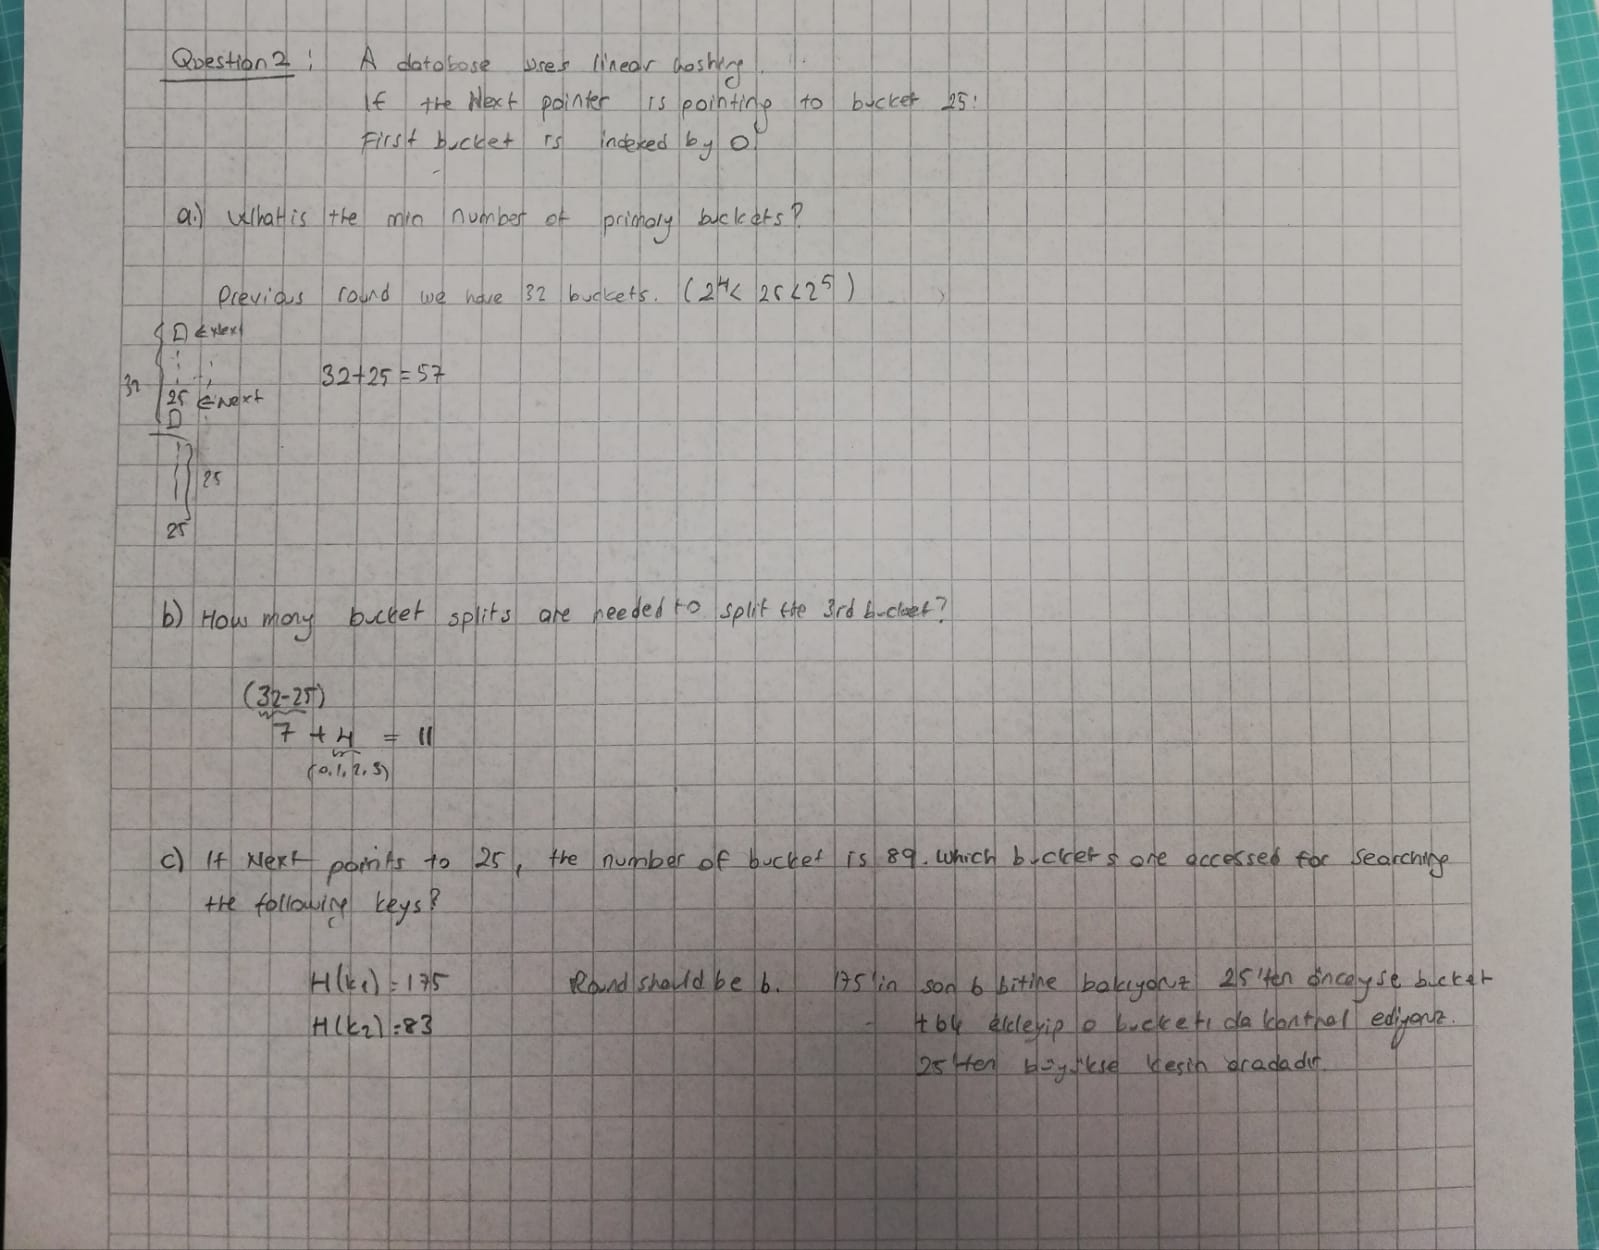 Question 2 : A database uses linear hashing.
If the Next pointer is pointing to bucket 25:
First bucket is indexed by 0!
a.) What is the min number of primary buckets?
Previous round we have 32 buckets. (2⁴< 25 <2⁵)
← Next
32+25 = 57
32
25 ← Next
25
25
b) How many bucket splits are needed to split the 3rd bucket?
(32-25)
7 + 4 = 11
(0,1,2,3)
c) If Next points to 25, the number of bucket is 89. which buckets are accessed for searching
the following keys?
H(k₁) = 175 Round should be 6. 175'in son 6 bitine bakıyoruz 25'ten önceyse bucket
H(k₂) = 83 +64 ekleyip o bucketı da kontrol ediyoruz.
25'ten büyükse kesin oradadır.